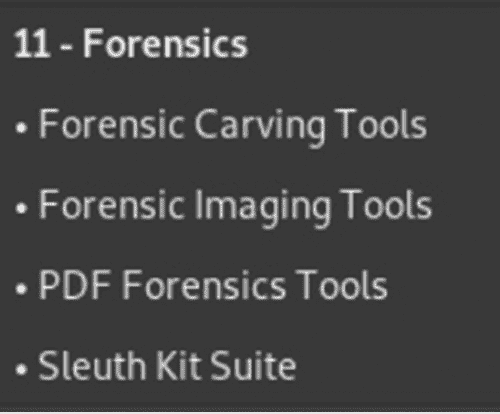 11 - Forensics
• Forensic Carving Tools
• Forensic Imaging Tools
• PDF Forensics Tools
• Sleuth Kit Suite